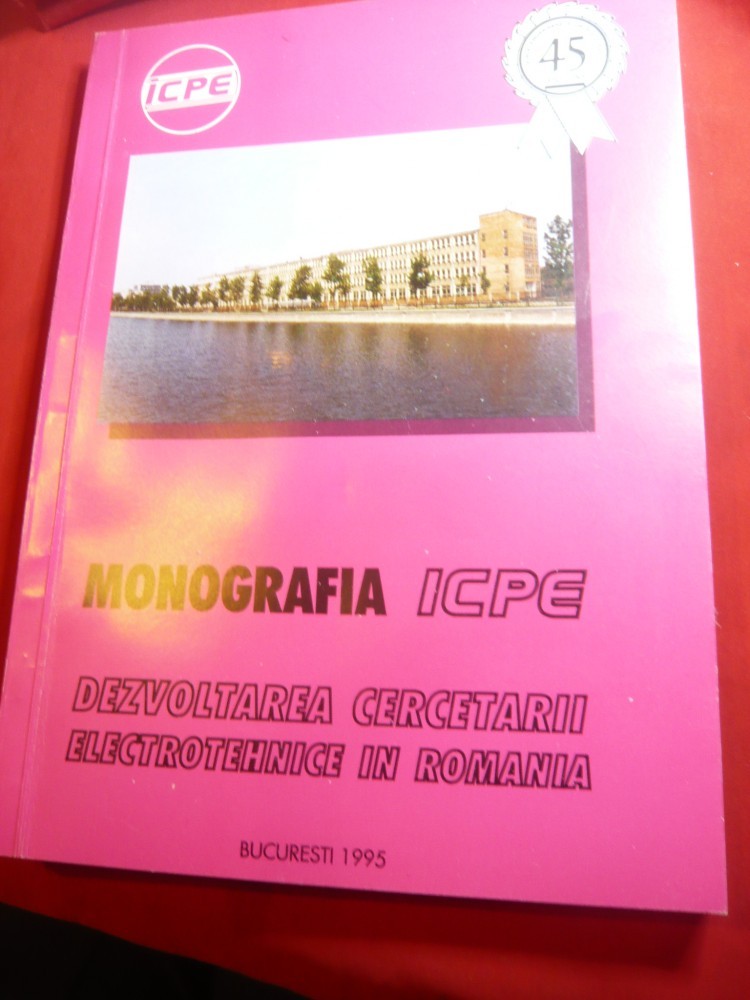 ICPE
45
MONOGRAFIA ICPE
DEZVOLTAREA CERCETARII
ELECTROTEHNICE IN ROMANIA
BUCURESTI 1995